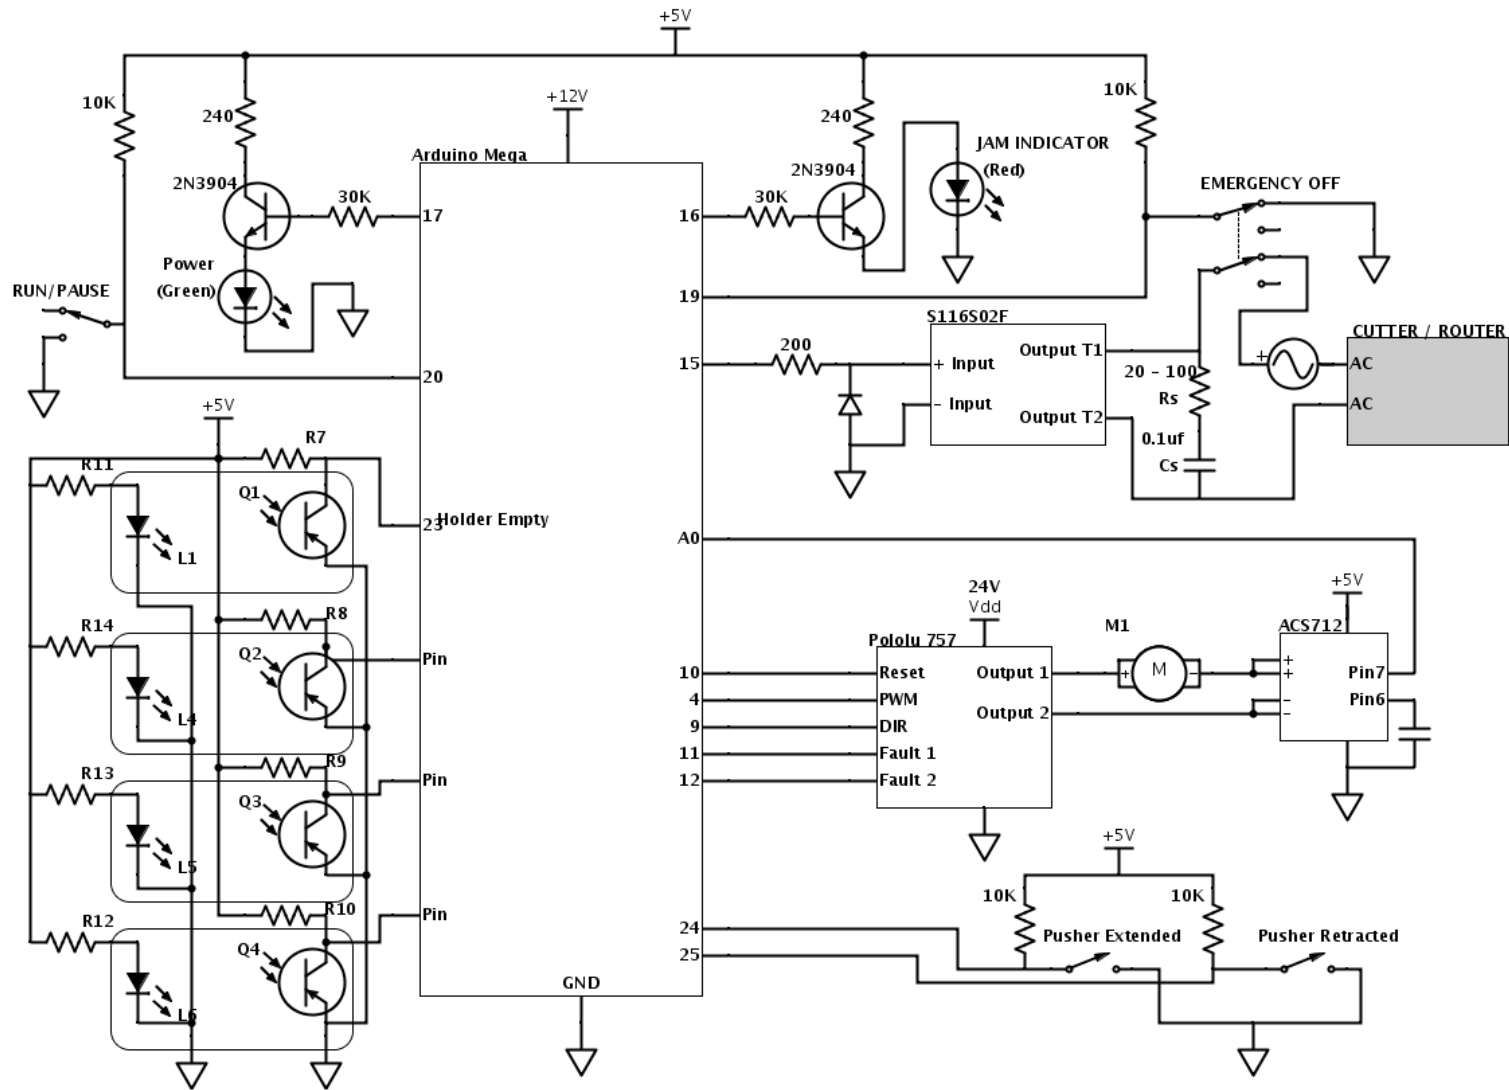 +5V
10K
240
+12V
240
10K
Arduino Mega
JAM INDICATOR
(Red)
2N3904
30K
2N3904
30K
EMERGENCY OFF
17
16
Power
(Green)
RUN/PAUSE
19
S116S02F
CUTTER / ROUTER
200
Output T1
15
+ Input
20 - 100
Rs
+
AC
20
- Input
Output T2
AC
+5V
0.1uf
Cs
R7
R11
Q1
23
Holder Empty
L1
A0
24V
Vdd
+5V
R8
R14
Pololu 757
M1
ACS712
Q2
Pin
10
Reset
Output 1
+
M
-
+
+
Pin7
L4
4
PWM
Output 2
-
-
Pin6
9
DIR
R9
11
Fault 1
R13
Pin
12
Fault 2
Q3
+5V
L5
10K
10K
R10
R12
Pin
24
Pusher Extended
Pusher Retracted
Q4
25
GND
L6